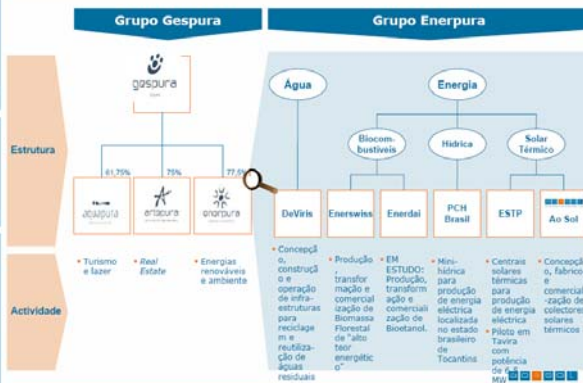 Grupo Gespura
Grupo Enerpura
Estrutura
gespura
61,75%
75%
77,5%
aquapura
artepura
enerpura
Água
Energia
Biocom-
bustíveis
Hídrica
Solar
Térmico
DeViris
Enerswiss
Enerdai
PCH
Brasil
ESTP
Ao Sol
Actividade
• Turismo
e lazer
• Real
Estate
• Energias
renováveis
e ambiente
• Concepçã
o,
construçã
o e
operação
de infra-
estruturas
para
reciclage
m e
reutiliza-
ção de
águas
residuais
• Produção
,
transfor
mação e
comercial
ização de
Biomassa
Florestal
de "alto
teor
energétic
o"
• EM
ESTUDO:
Produção,
transform
ação e
comerciali
zação de
Bioetanol.
• Mini-
hídrica
para
produção
de energia
eléctrica
localizada
no estado
brasileiro
de
Tocantins
• Centrais
solares
térmicas
para
produção
de energia
eléctrica
• Piloto em
Tavira
com
potência
de
MW
• Concepçã
o, fabrico
e
comercial
-zação de
colectores
solares
térmicos